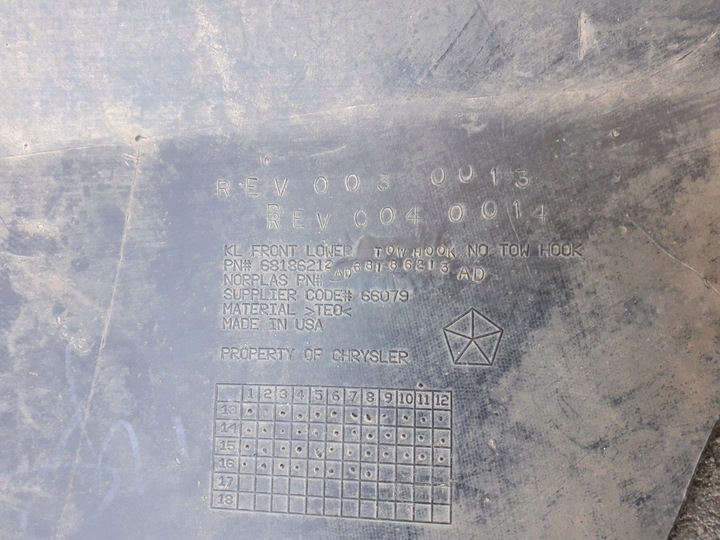 REV 003 0013
REV 004 0014
KL FRONT LOWER TOW HOOK NO TOW HOOK
PN# 68186212 AD 68186213 AD
NORPLAS PN#
SUPPLIER CODE# 66079
MATERIAL >TEO<
MADE IN USA
PROPERTY OF CHRYSLER
1 2 3 4 5 6 7 8 9 10 11 12
13
14
15
16
17
18